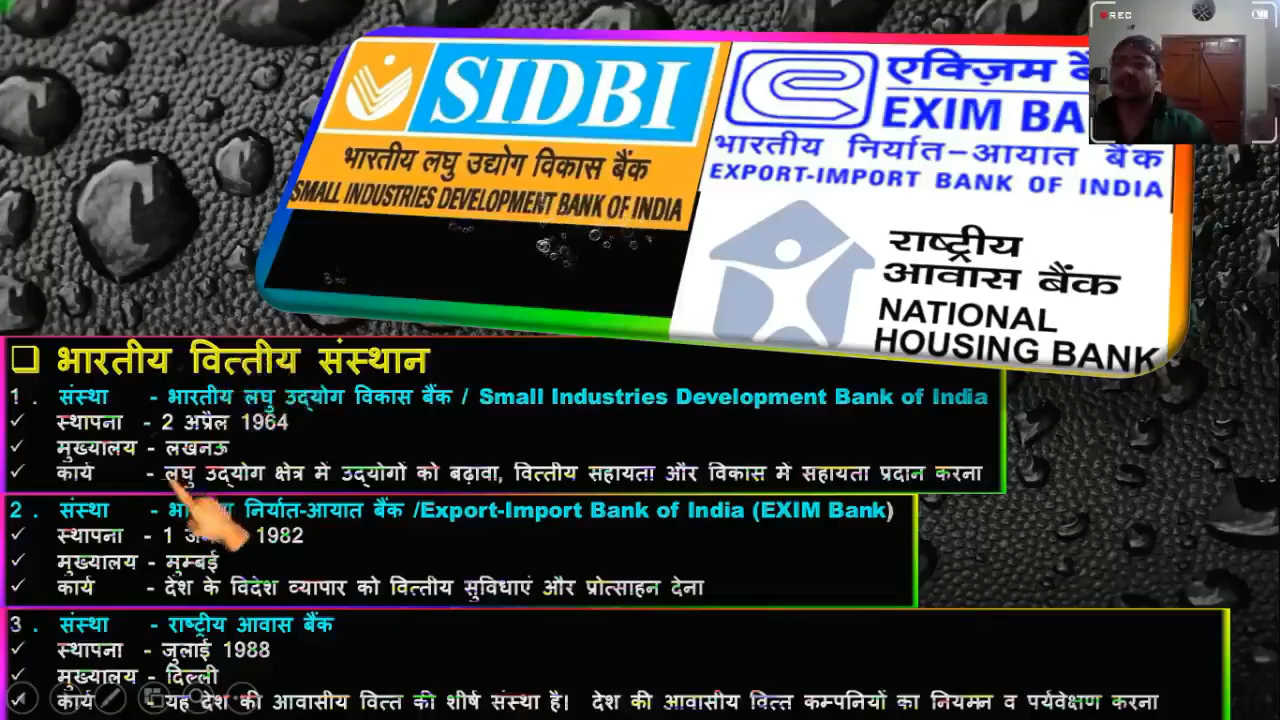 REC
SIDBI
भारतीय लघु उद्योग विकास बैंक
SMALL INDUSTRIES DEVELOPMENT BANK OF INDIA
एक्ज़िम
EXIM BA
भारतीय निर्यात-आयात बैंक
EXPORT-IMPORT BANK OF INDIA
राष्ट्रीय
आवास बैंक
NATIONAL
HOUSING BANK
❑ भारतीय वित्तीय संस्थान
1. संस्था - भारतीय लघु उद्योग विकास बैंक / Small Industries Development Bank of India
✓ स्थापना - 2 अप्रैल 1964
✓ मुख्यालय - लखनऊ
✓ कार्य - लघु उद्योग क्षेत्र में उद्योगों को बढ़ावा, वित्तीय सहायता और विकास में सहायता प्रदान करना
2. संस्था - निर्यात-आयात बैंक /Export-Import Bank of India (EXIM Bank)
✓ स्थापना - 1 1982
✓ मुख्यालय - मुम्बई
✓ कार्य - देश के विदेश व्यापार को वित्तीय सुविधाएं और प्रोत्साहन देना
3. संस्था - राष्ट्रीय आवास बैंक
✓ स्थापना - जुलाई 1988
✓ मुख्यालय - दिल्ली
✓ कार्य - यह देश की आवासीय वित्त की शीर्ष संस्था है। देश की आवासीय वित्त कम्पनियों का नियमन व पर्यवेक्षण करना